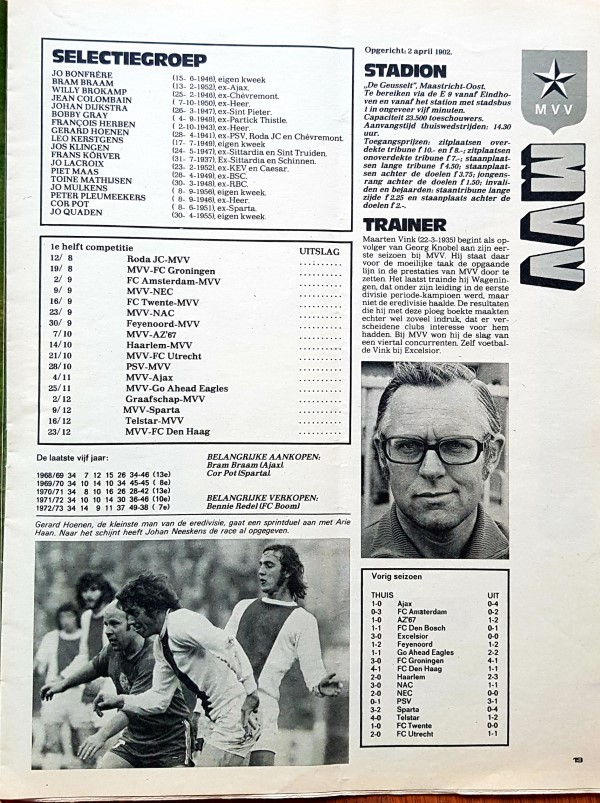 SELECTIEGROEP
JO BONFRÈRE (15- 6-1946), eigen kweek
BRAM BRAAM (13- 2-1952), ex-Ajax.
WILLY BROKAMP (25- 2-1946), ex-Chèvremont.
JEAN COLOMBAIN ( 7-10-1950), ex-Heer.
JOHAN DIJKSTRA (26- 3-1947), ex-Sint Pieter.
BOBBY GRAY ( 4- 9-1948), ex-Partick Thistle.
FRANÇOIS HERBEN ( 2-10-1943), ex-Heer.
GERARD HOENEN (28- 4-1941), ex-PSV, Roda JC en Chèvremont.
LEO KERSTGENS (17- 7-1949), eigen kweek
JOS KLINGEN (24- 5-1947), ex-Sittardia en Sint Truiden.
FRANS KÖRVER (31- 7-1937), Ex-Sittardia en Schinnen.
JO LACROIX (23- 2-1952), ex-KEV en Caesar.
PIET MAAS (26- 4-1949), ex-BSC.
TOINE MATHIJSEN (30- 3-1948), ex-RBC.
JO MULKENS ( 8- 9-1956), eigen kweek.
PETER PLEUMEEKERS ( 8- 9-1946), ex-Heer.
COR POT ( 8- 6-1951), ex-Sparta.
JO QUADEN (30- 4-1955), eigen kweek.
1e helft competitie UITSLAG
12/ 8 Roda JC-MVV .........
19/ 8 MVV-FC Groningen .........
2/ 9 FC Amsterdam-MVV .........
9/ 9 MVV-NEC .........
16/ 9 FC Twente-MVV .........
23/ 9 MVV-NAC .........
30/ 9 Feyenoord-MVV .........
7/10 MVV-AZ'67 .........
14/10 Haarlem-MVV .........
21/10 MVV-FC Utrecht .........
28/10 PSV-MVV .........
4/11 MVV-Ajax .........
25/11 MVV-Go Ahead Eagles .........
2/12 Graafschap-MVV .........
9/12 MVV-Sparta .........
16/12 Telstar-MVV .........
23/12 MVV-FC Den Haag .........
De laatste vijf jaar:
1968/69 34 7 12 15 26 34-46 (13e)
1969/70 34 10 14 10 34 45-45 ( 8e)
1970/71 34 8 10 16 26 28-42 (13e)
1971/72 34 10 10 14 30 36-46 (10e)
1972/73 34 14 9 11 37 49-38 ( 7e)
BELANGRIJKE AANKOPEN:
Bram Braam (Ajax).
Cor Pot (Sparta).
BELANGRIJKE VERKOPEN:
Bennie Redel (FC Boom)
Gerard Hoenen, de kleinste man van de eredivisie, gaat een sprintduel aan met Arie
Haan. Naar het schijnt heeft Johan Neeskens de race al opgegeven.
Opgericht: 2 april 1902.
STADION
„De Geusselt", Maastricht-Oost.
Te bereiken via de E 9 vanaf Eindho-
ven en vanaf het station met stadsbus
1 in ongeveer vijf minuten.
Capaciteit 23.500 toeschouwers.
Aanvangstijd thuiswedstrijden: 14.30
uur.
Toegangsprijzen: zitplaatsen over-
dekte tribune f 10.- en f 8.-; zitplaatsen
onoverdekte tribune f 7.-; staanplaat-
sen lange tribune f 4.50; staanplaat-
sen achter de doelen f 3.75; jongens-
rang achter de doelen f 1.50; invali-
den en bejaarden: staantribune lange
zijde f 2.25 en staanplaats achter de
doelen f 2.-.
TRAINER
Maarten Vink (22-3-1935) begint als op-
volger van Georg Knobel aan zijn eer-
ste seizoen bij MVV. Hij staat daar
voor de moeilijke taak de opgaande
lijn in de prestaties van MVV door te
zetten. Het laatst trainde hij Wagenin-
gen, dat onder zijn leiding in de eerste
divisie periode-kampioen werd, maar
niet de eredivisie haalde. De resultaten
die hij met deze ploeg boekte maakten
echter wel zoveel indruk, dat er ver-
scheidene clubs interesse voor hem
hadden. Bij MVV won hij de slag van
een viertal concurrenten. Zelf voetbal-
de Vink bij Excelsior.
MVV
MVV
Vorig seizoen
THUIS UIT
1-0 Ajax 0-4
0-3 FC Amsterdam 0-2
1-0 AZ'67 1-2
1-1 FC Den Bosch 0-1
3-0 Excelsior 0-0
1-2 Feyenoord 1-2
1-1 Go Ahead Eagles 2-2
3-0 FC Groningen 4-1
4-1 FC Den Haag 1-1
2-0 Haarlem 2-3
3-0 NAC 1-1
2-0 NEC 0-0
0-1 PSV 3-1
3-2 Sparta 0-4
4-0 Telstar 1-2
1-0 FC Twente 0-0
2-0 FC Utrecht 1-1
19